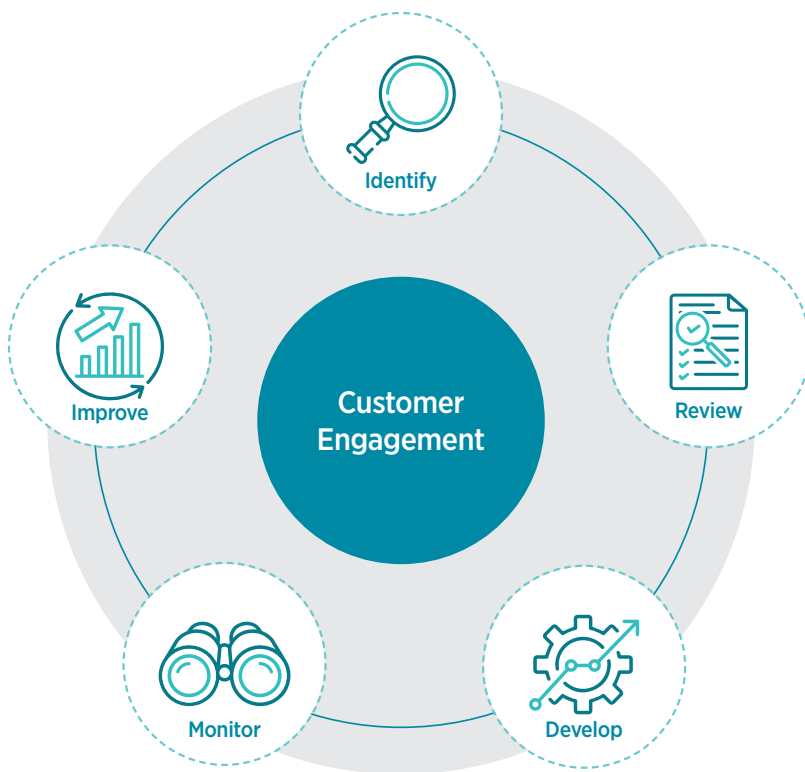 Identify
Review
Develop
Monitor
Improve
Customer
Engagement